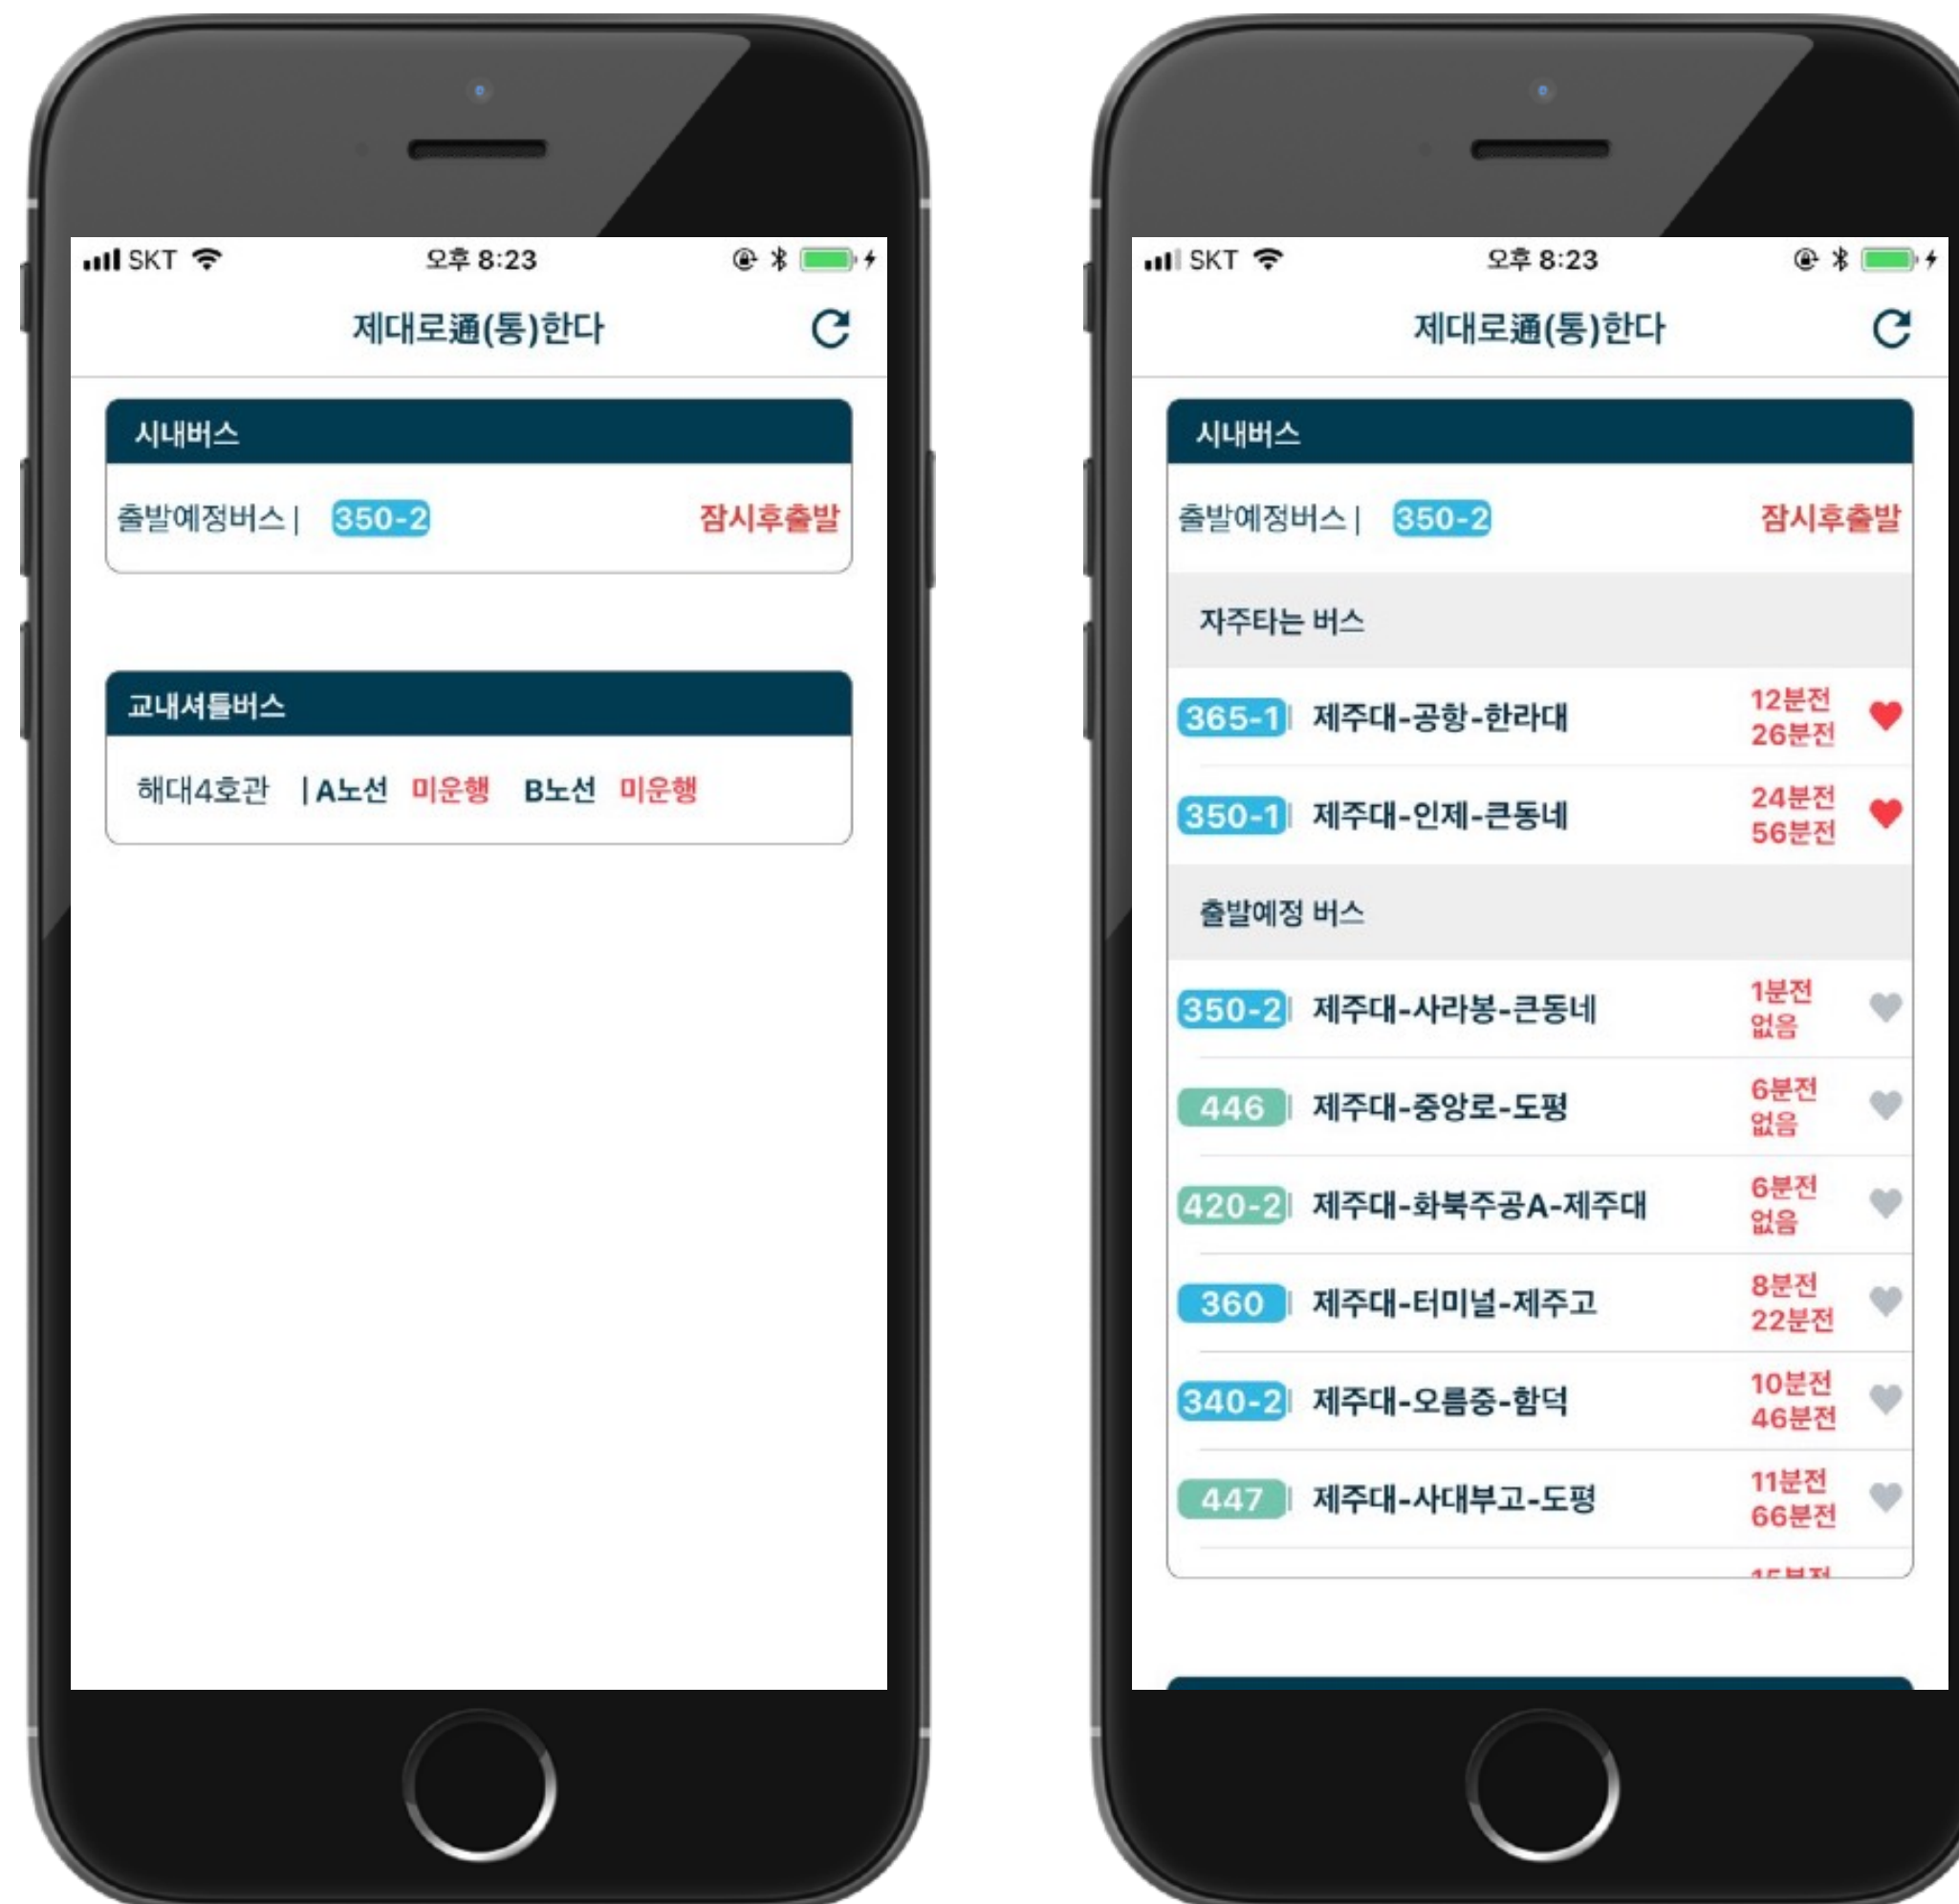 SKT 오후 8:23
제대로通(통)한다
시내버스
출발예정버스 | 350-2 잠시후출발
교내셔틀버스
해대4호관 | A노선 미운행 B노선 미운행
SKT 오후 8:23
제대로通(통)한다
시내버스
출발예정버스 | 350-2 잠시후출발
자주타는 버스
365-1 | 제주대-공항-한라대 12분전
26분전
350-1 | 제주대-인제-큰동네 24분전
56분전
출발예정 버스
350-2 | 제주대-사라봉-큰동네 1분전
없음
446 | 제주대-중앙로-도평 6분전
없음
420-2 | 제주대-화북주공A-제주대 6분전
없음
360 | 제주대-터미널-제주고 8분전
22분전
340-2 | 제주대-오름중-함덕 10분전
46분전
447 | 제주대-사대부고-도평 11분전
66분전